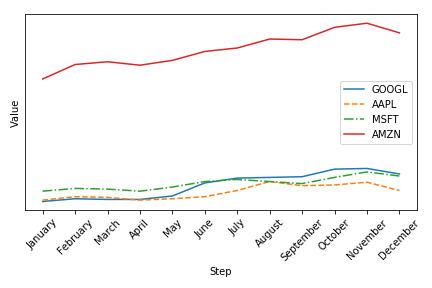 Value
GOOGL
AAPL
MSFT
AMZN
January
February
March
April
May
June
July
August
September
October
November
December
Step